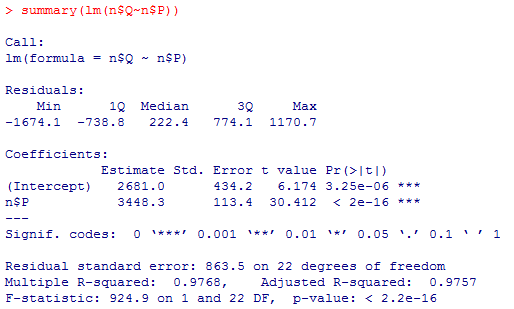 > summary(lm(n$Q~n$P))
Call:
lm(formula = n$Q ~ n$P)
Residuals:
    Min      1Q  Median      3Q     Max
-1674.1  -738.8   222.4   774.1  1170.7
Coefficients:
            Estimate Std. Error t value Pr(>|t|)
(Intercept)   2681.0      434.2   6.174 3.25e-06 ***
n$P           3448.3      113.4  30.412  < 2e-16 ***
---
Signif. codes:  0 ‘***’ 0.001 ‘**’ 0.01 ‘*’ 0.05 ‘.’ 0.1 ‘ ’ 1
Residual standard error: 863.5 on 22 degrees of freedom
Multiple R-squared:  0.9768,    Adjusted R-squared:  0.9757
F-statistic: 924.9 on 1 and 22 DF,  p-value: < 2.2e-16